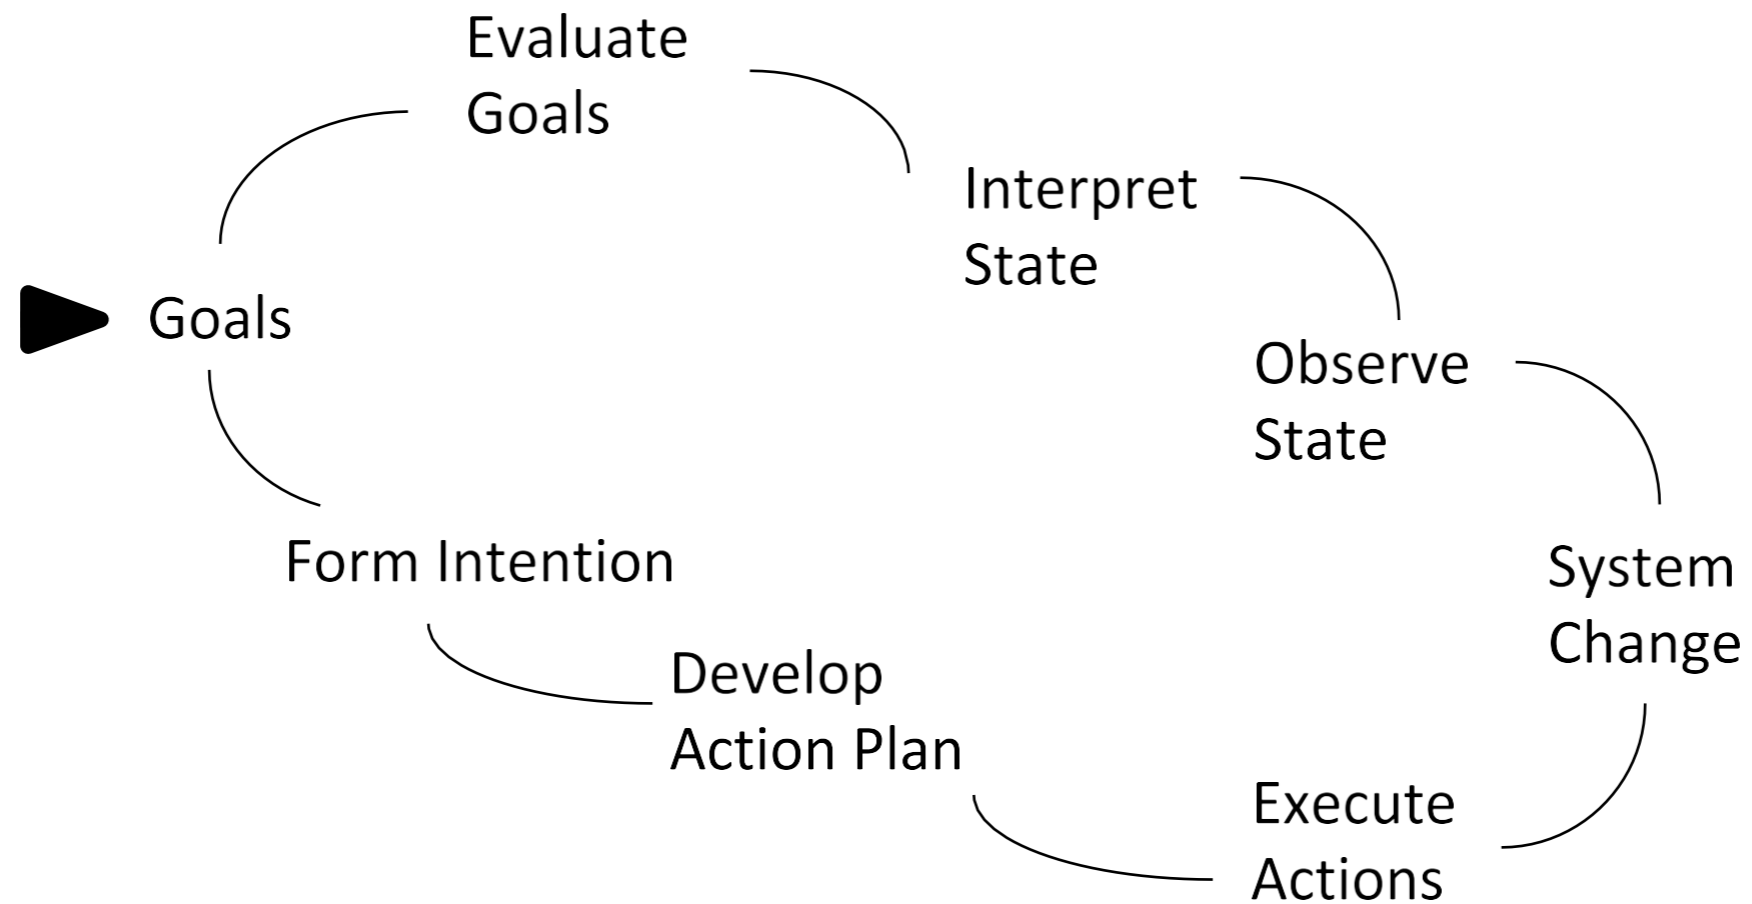 Evaluate
Goals
Interpret
State
Goals
Observe
State
Form Intention
System
Change
Develop
Action Plan
Execute
Actions